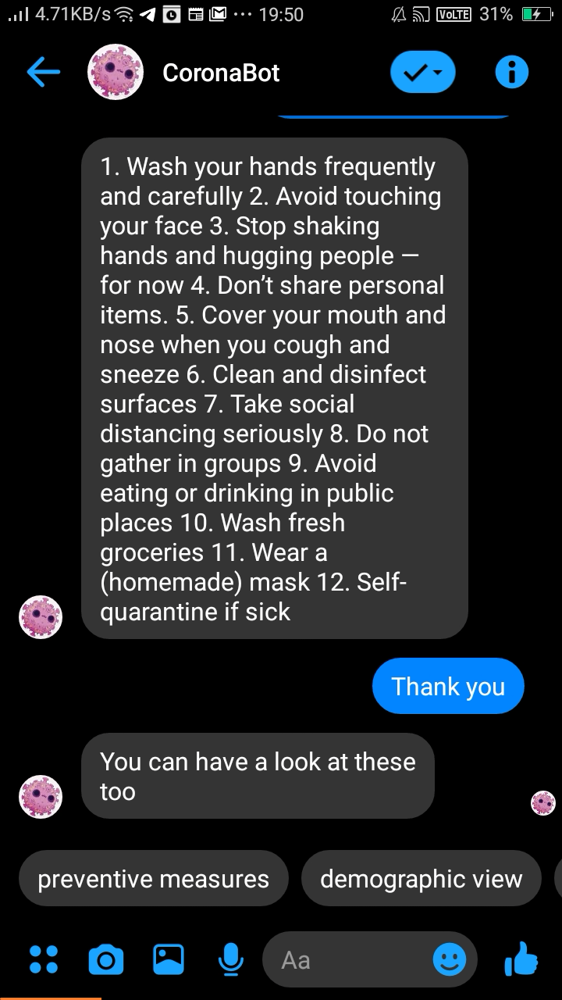 4.71KB/s ... 19:50 VoLTE 31%
CoronaBot
1. Wash your hands frequently
and carefully 2. Avoid touching
your face 3. Stop shaking
hands and hugging people —
for now 4. Don’t share personal
items. 5. Cover your mouth and
nose when you cough and
sneeze 6. Clean and disinfect
surfaces 7. Take social
distancing seriously 8. Do not
gather in groups 9. Avoid
eating or drinking in public
places 10. Wash fresh
groceries 11. Wear a
(homemade) mask 12. Self-
quarantine if sick
Thank you
You can have a look at these
too
preventive measures demographic view
Aa